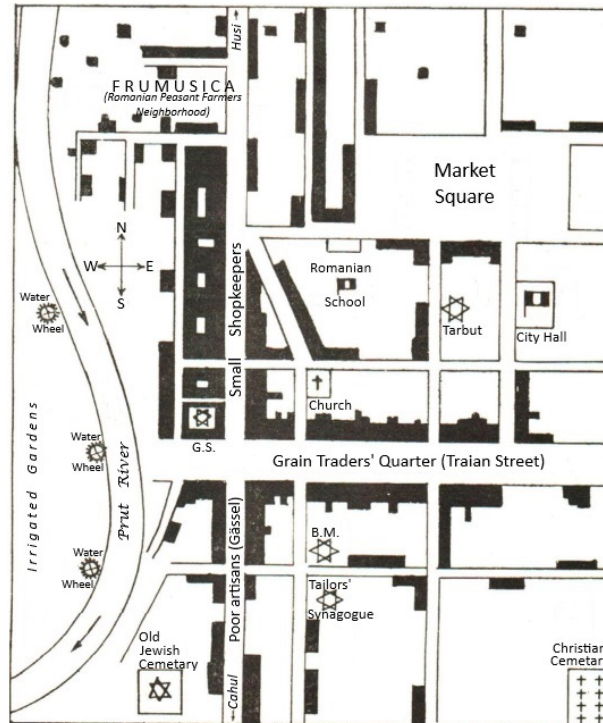 Husi →
F R U M U S I C A
(Romanian Peasant Farmers
Neighborhood)
Market
Square
N
W E
S
Romanian
School
Small Shopkeepers
Tarbut
City Hall
Water
Wheel
Church
G.S.
Grain Traders' Quarter (Traian Street)
Irrigated Gardens
Prut River
Water
Wheel
Poor artisans (Gässel)
B.M.
Water
Wheel
Tailors'
Synagogue
Old
Jewish
Cemetary
←Cahul
Christian
Cemetary